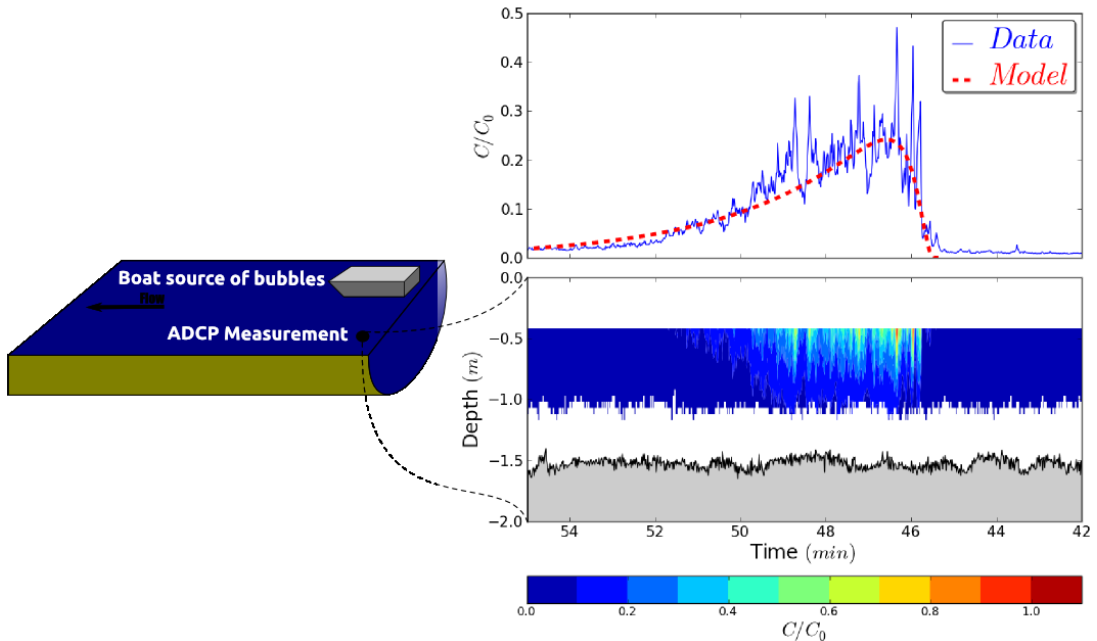 Boat source of bubbles
ADCP Measurement
0.5
0.4
0.3
0.2
0.1
0.0
C/C₀
Data
Model
0.0
−0.5
−1.0
−1.5
−2.0
Depth (m)
54 52 50 48 46 44 42
Time (min)
0.0 0.2 0.4 0.6 0.8 1.0
C/C₀